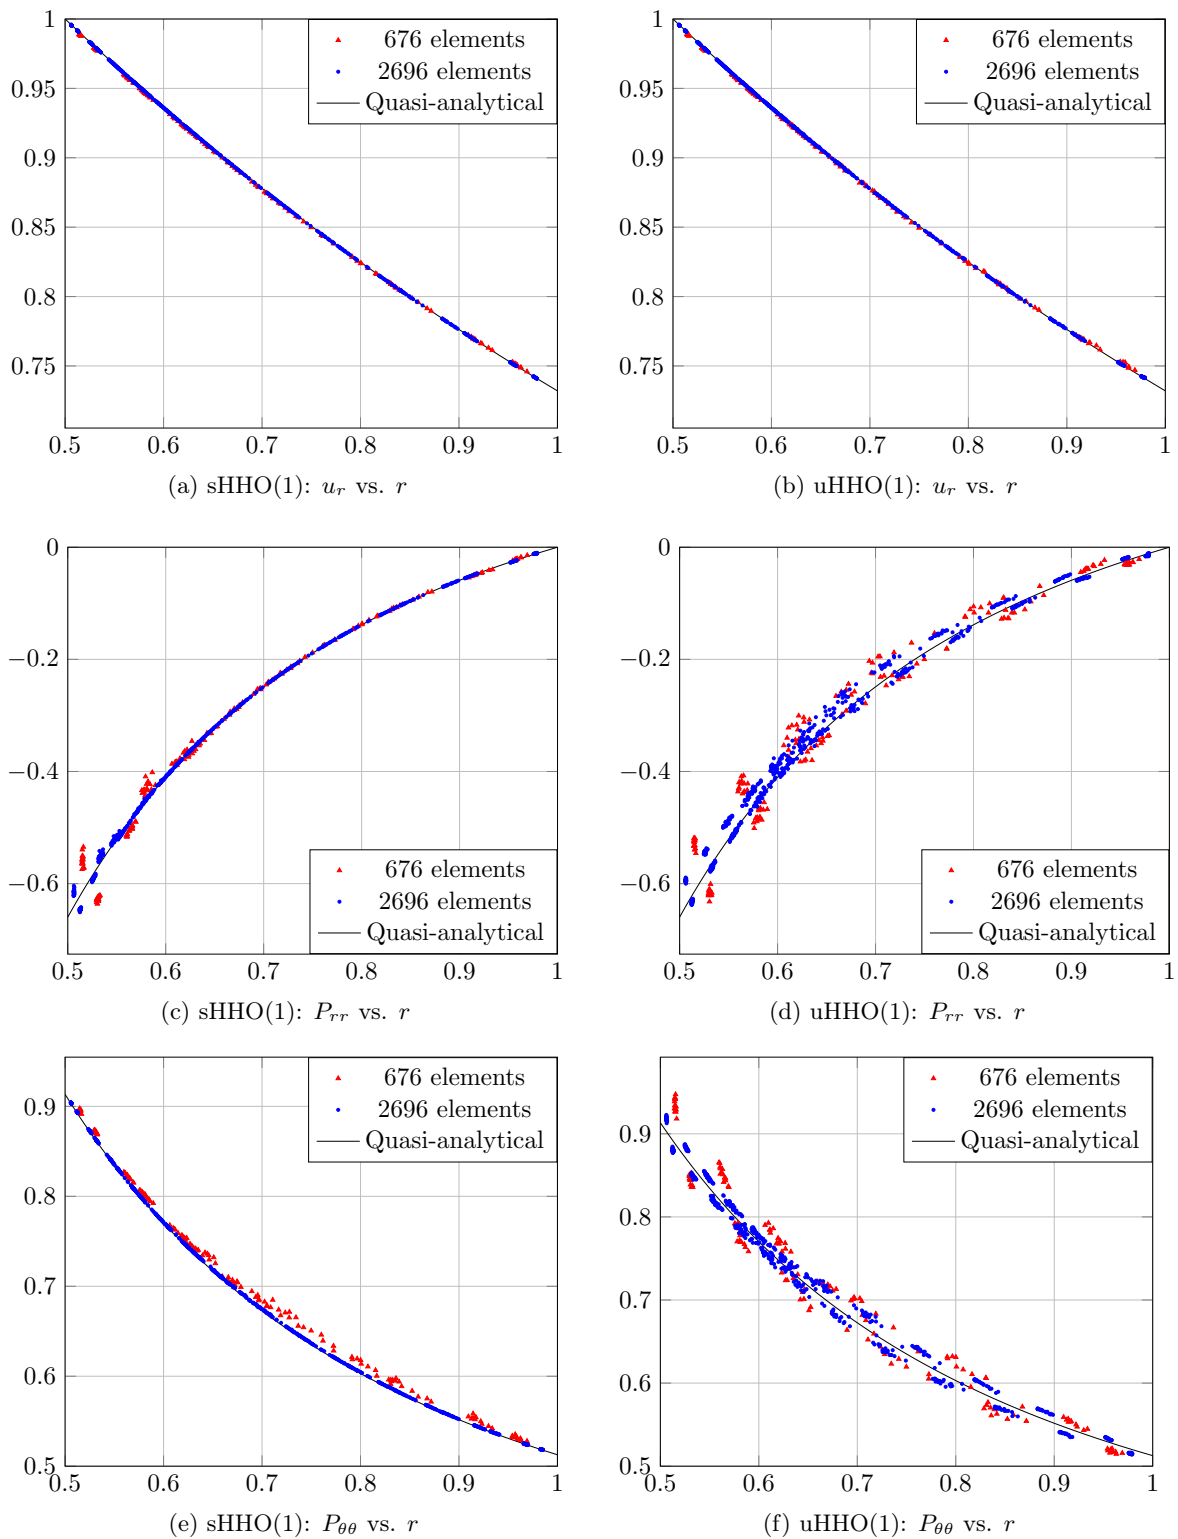 1
0.95
0.9
0.85
0.8
0.75
0.5 0.6 0.7 0.8 0.9 1
676 elements
2696 elements
Quasi-analytical
(a) sHHO(1): u_r vs. r
1
0.95
0.9
0.85
0.8
0.75
0.5 0.6 0.7 0.8 0.9 1
676 elements
2696 elements
Quasi-analytical
(b) uHHO(1): u_r vs. r
0
−0.2
−0.4
−0.6
0.5 0.6 0.7 0.8 0.9 1
676 elements
2696 elements
Quasi-analytical
(c) sHHO(1): P_rr vs. r
0
−0.2
−0.4
−0.6
0.5 0.6 0.7 0.8 0.9 1
676 elements
2696 elements
Quasi-analytical
(d) uHHO(1): P_rr vs. r
0.9
0.8
0.7
0.6
0.5
0.5 0.6 0.7 0.8 0.9 1
676 elements
2696 elements
Quasi-analytical
(e) sHHO(1): P_θθ vs. r
0.9
0.8
0.7
0.6
0.5
0.5 0.6 0.7 0.8 0.9 1
676 elements
2696 elements
Quasi-analytical
(f) uHHO(1): P_θθ vs. r